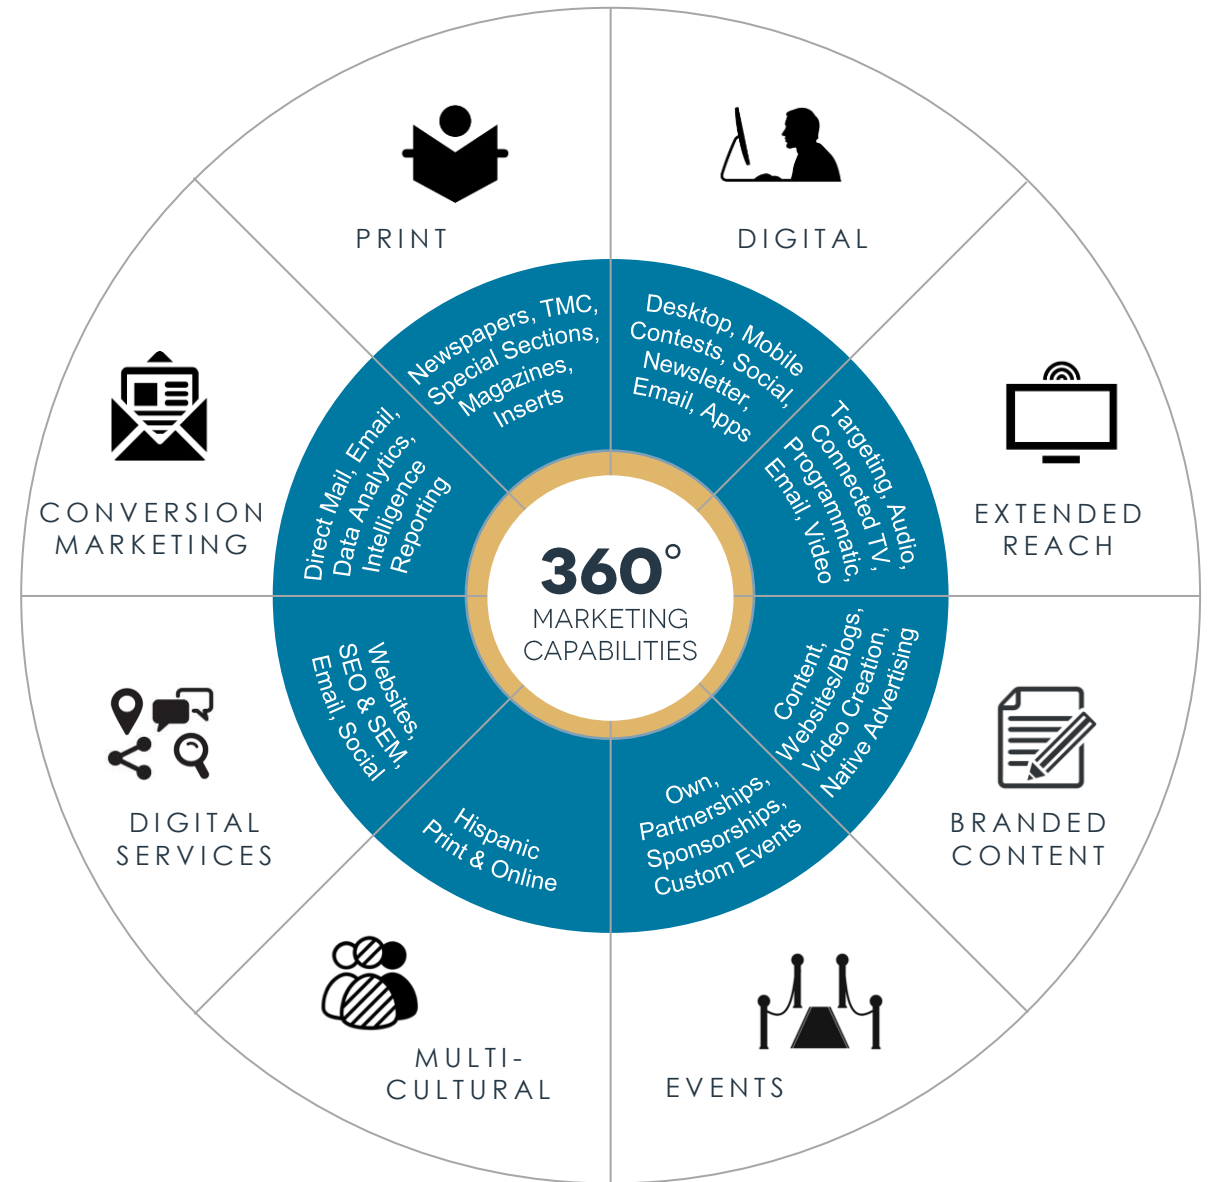 PRINT
Newspapers, TMC,
Special Sections,
Magazines,
Inserts
DIGITAL
Desktop, Mobile
Contests, Social,
Newsletter,
Email, Apps
EXTENDED
REACH
Targeting, Audio,
Connected TV,
Programmatic,
Email, Video
BRANDED
CONTENT
Content,
Websites/Blogs,
Video Creation,
Native Advertising
EVENTS
Own,
Partnerships,
Sponsorships,
Custom Events
MULTI-
CULTURAL
Hispanic
Print & Online
DIGITAL
SERVICES
Websites,
SEO & SEM,
Email, Social
CONVERSION
MARKETING
Direct Mail, Email,
Data Analytics,
Intelligence
Reporting
360°
MARKETING
CAPABILITIES